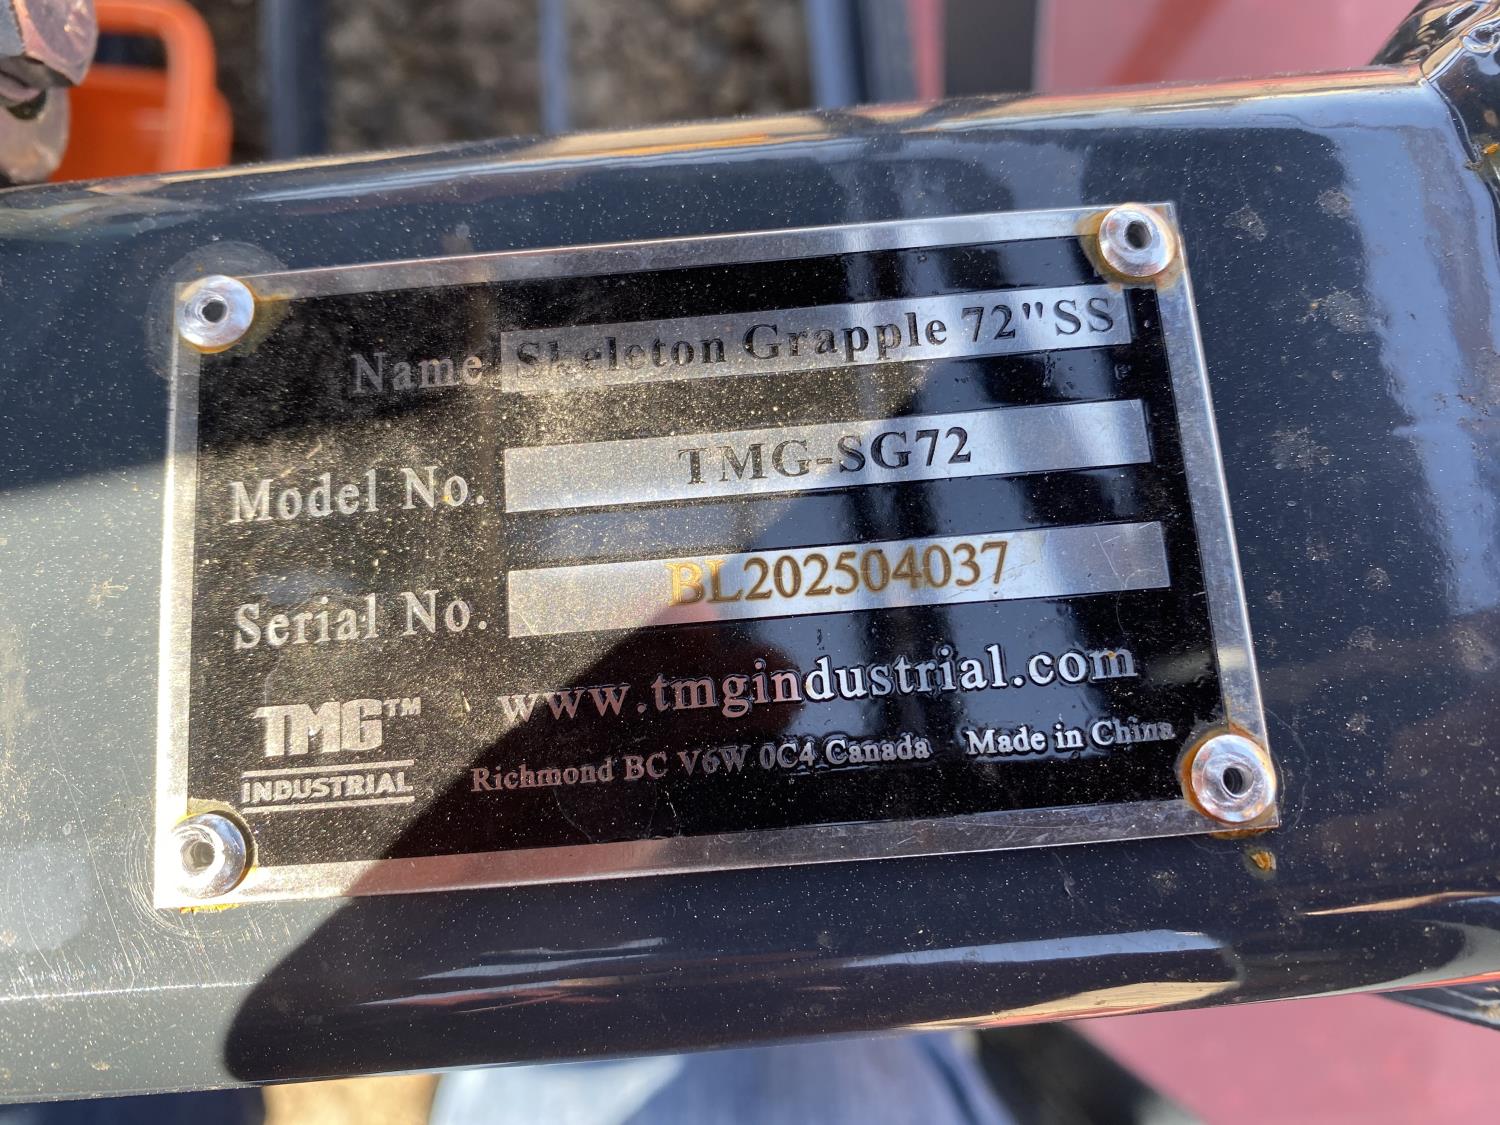 Name Skeleton Grapple 72"SS
Model No. TMG-SG72
Serial No. BL202504037
www.tmgindustrial.com
TMG™
INDUSTRIAL
Richmond BC V6W 0C4 Canada Made in China